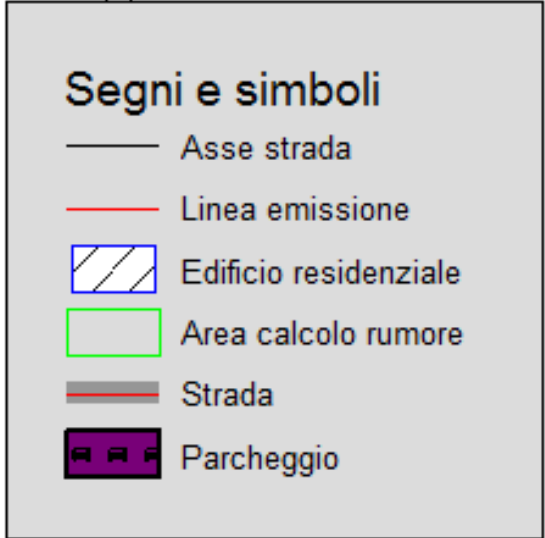 Segni e simboli
Asse strada
Linea emissione
Edificio residenziale
Area calcolo rumore
Strada
Parcheggio